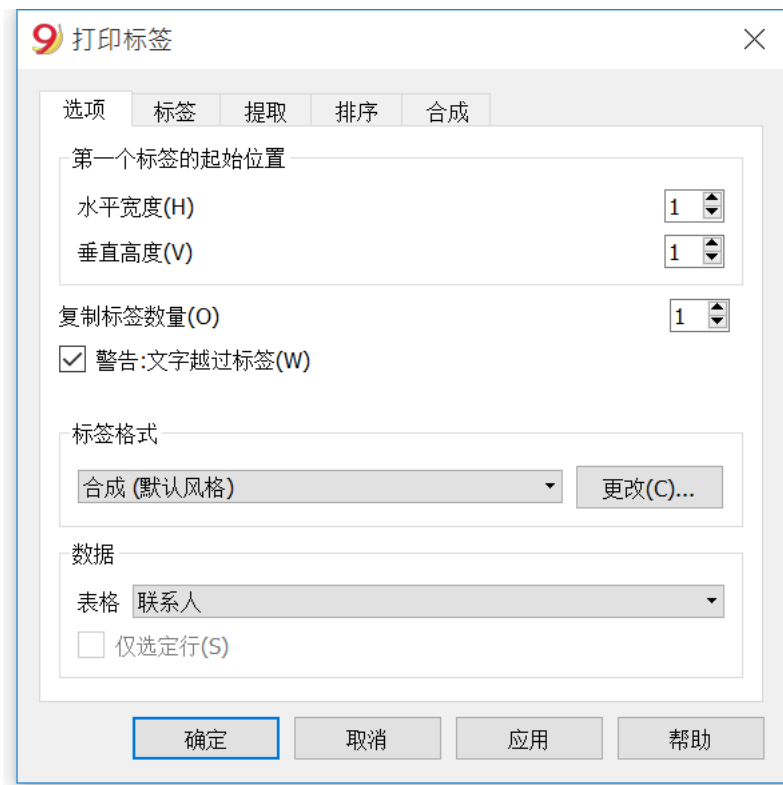 9 打印标签
选项 标签 提取 排序 合成
第一个标签的起始位置
水平宽度(H) 1
垂直高度(V) 1
复制标签数量(O) 1
警告:文字越过标签(W)
标签格式
合成 (默认风格) 更改(C)...
数据
表格 联系人
仅选定行(S)
确定 取消 应用 帮助